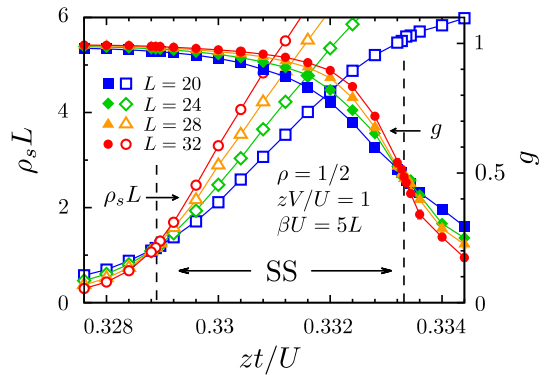 6
4
2
0
ρₛL
L = 20
L = 24
L = 28
L = 32
ρₛL
g
ρ = 1/2
zV/U = 1
βU = 5L
SS
1
0.5
0
g
0.328
0.33
0.332
0.334
zt/U